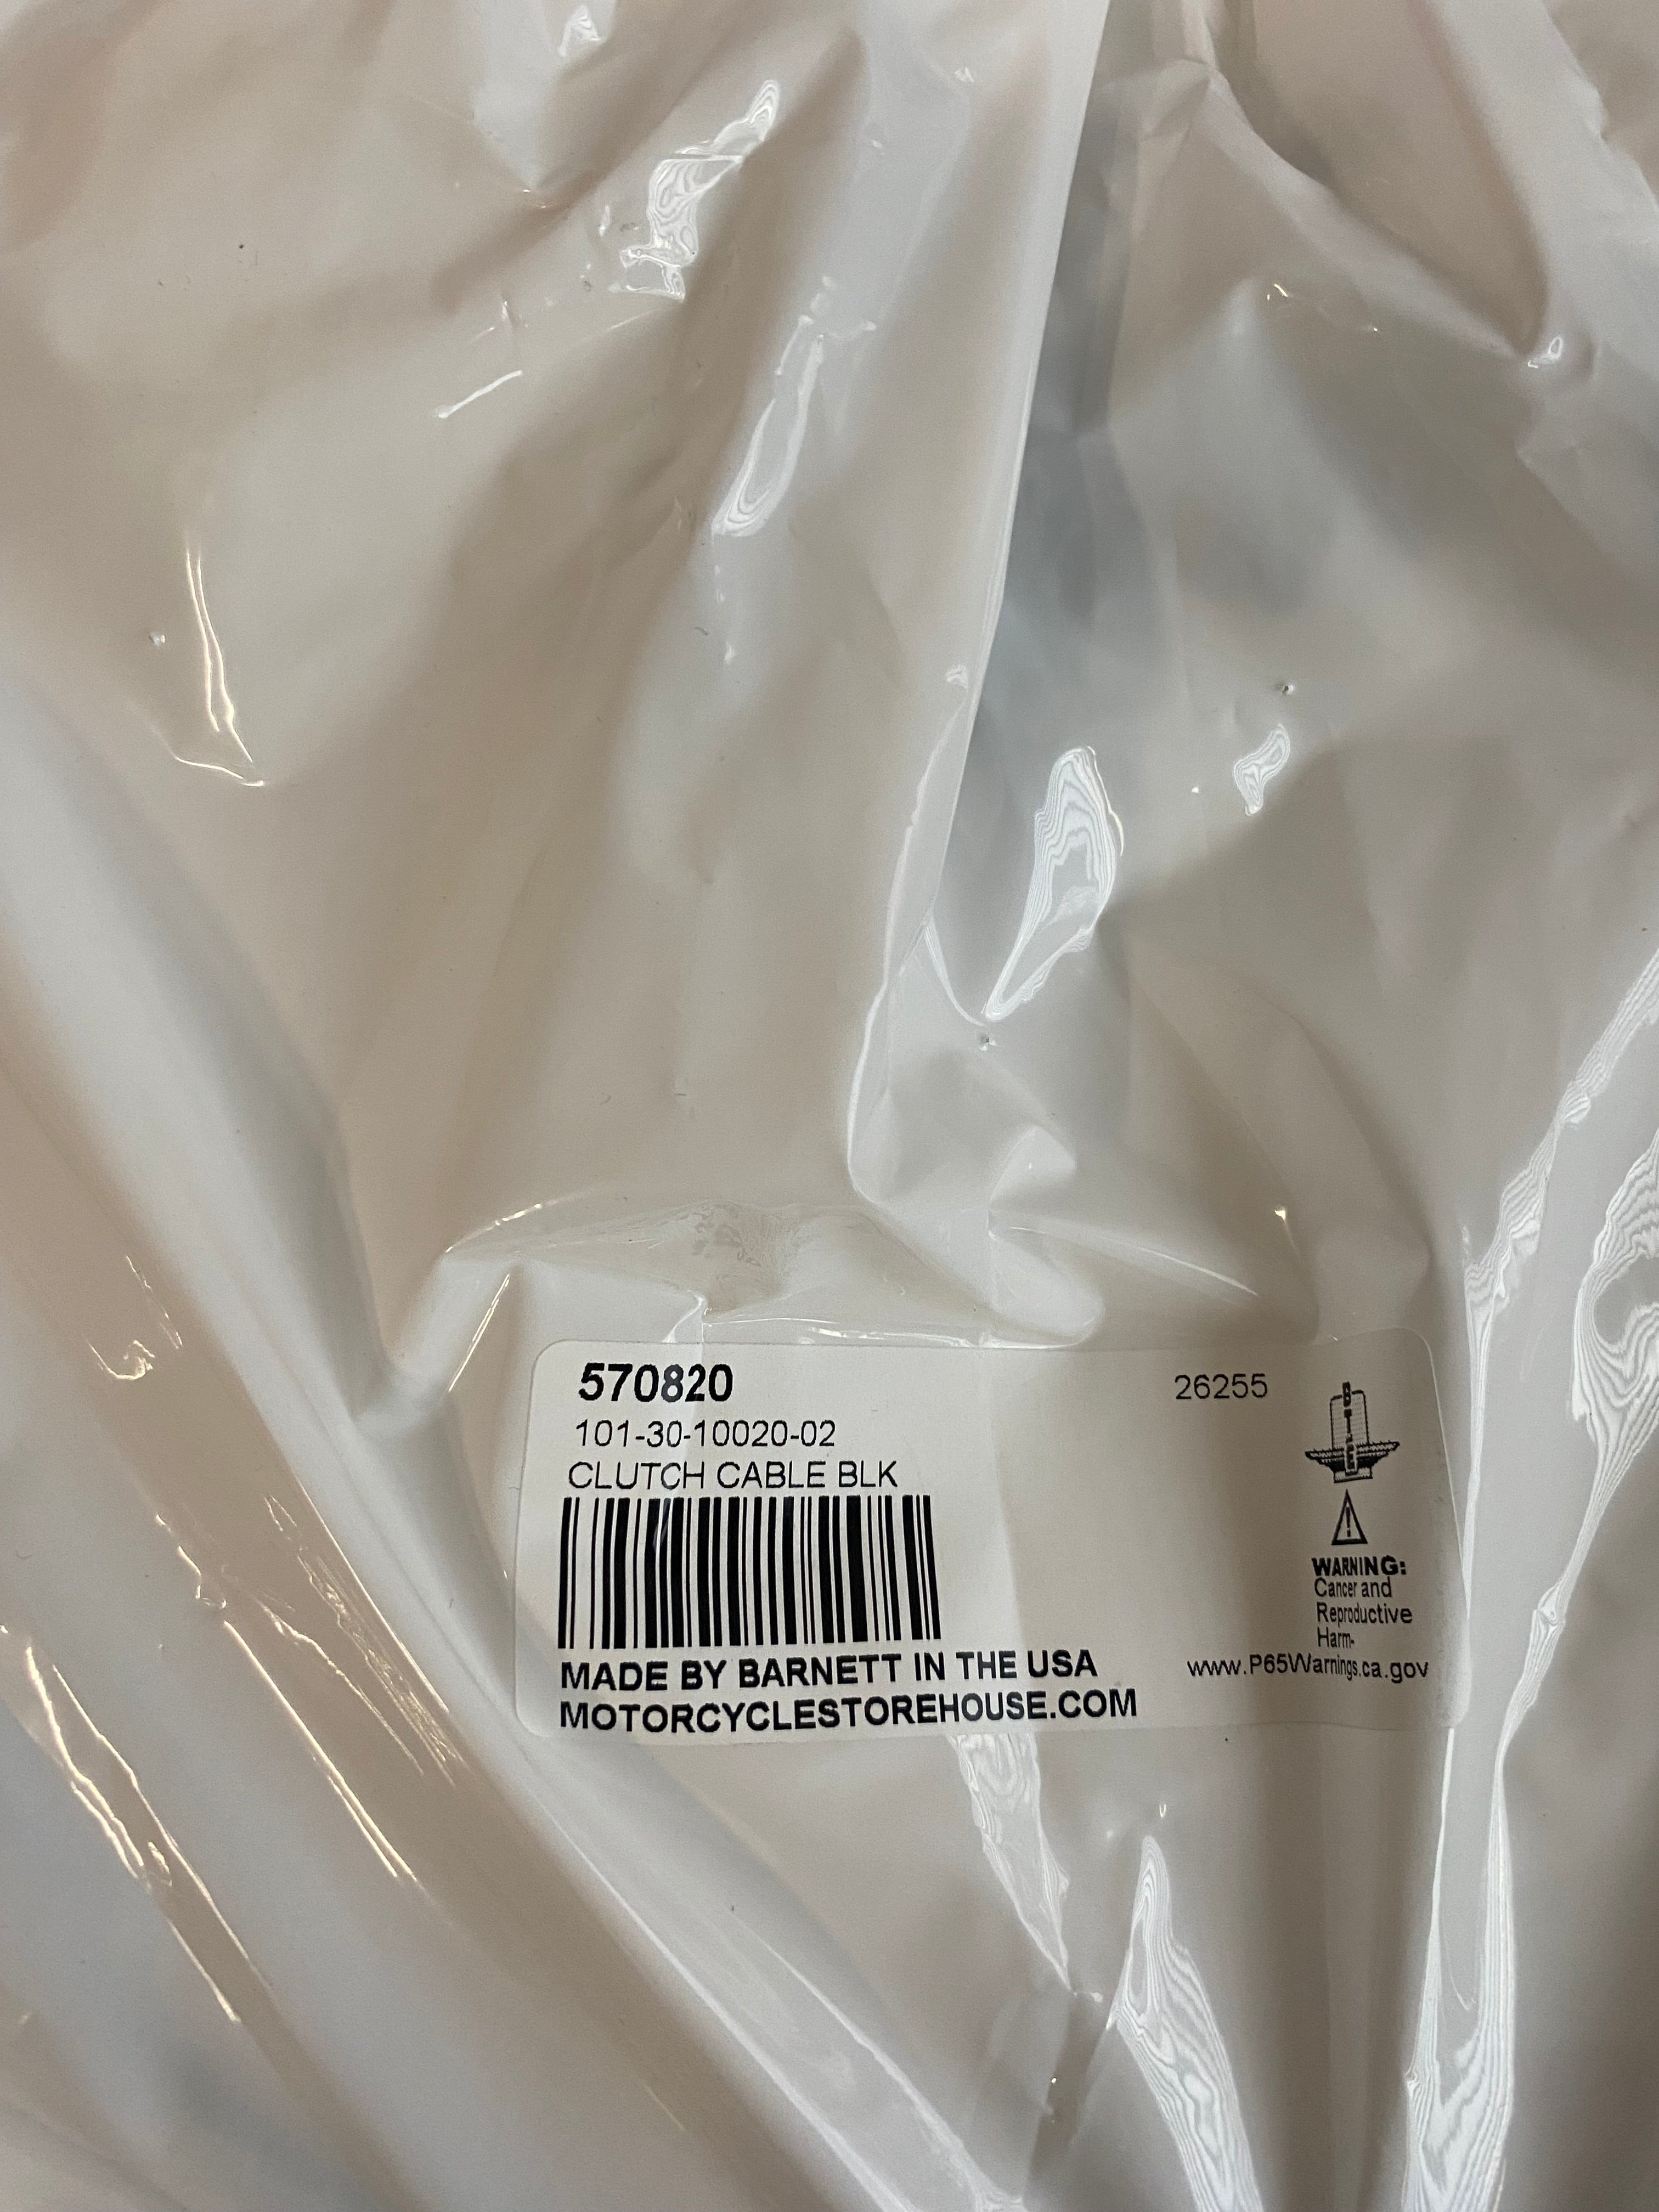 570820
26255
101-30-10020-02
CLUTCH CABLE BLK
WARNING:
Cancer and
Reproductive
Harm-
www.P65Warnings.ca.gov
MADE BY BARNETT IN THE USA
MOTORCYCLESTOREHOUSE.COM